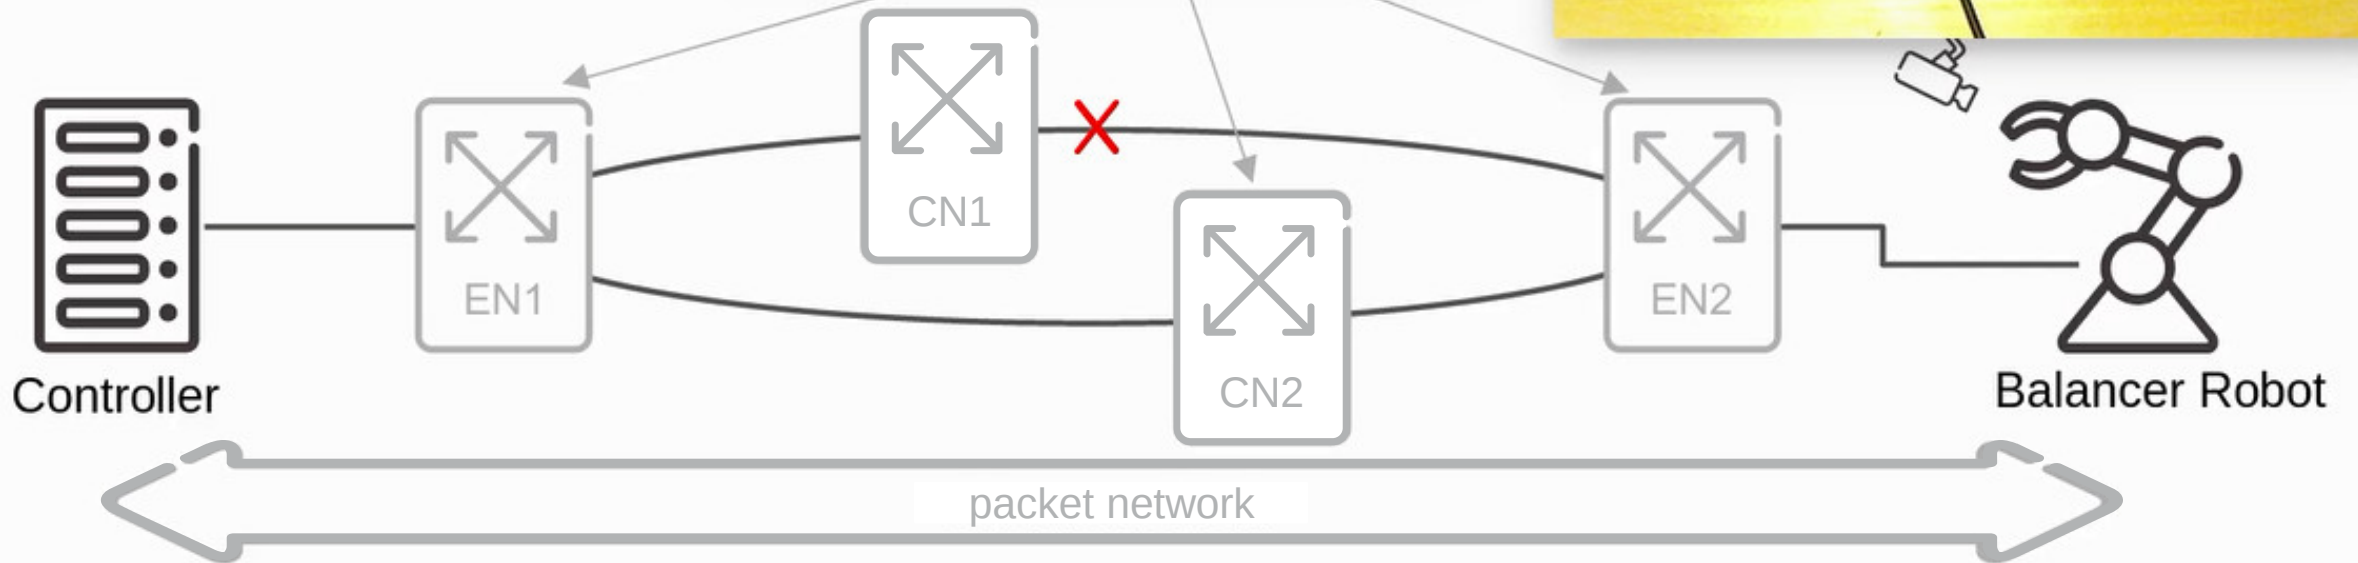 CN1
EN1
EN2
CN2
Controller
Balancer Robot
packet network